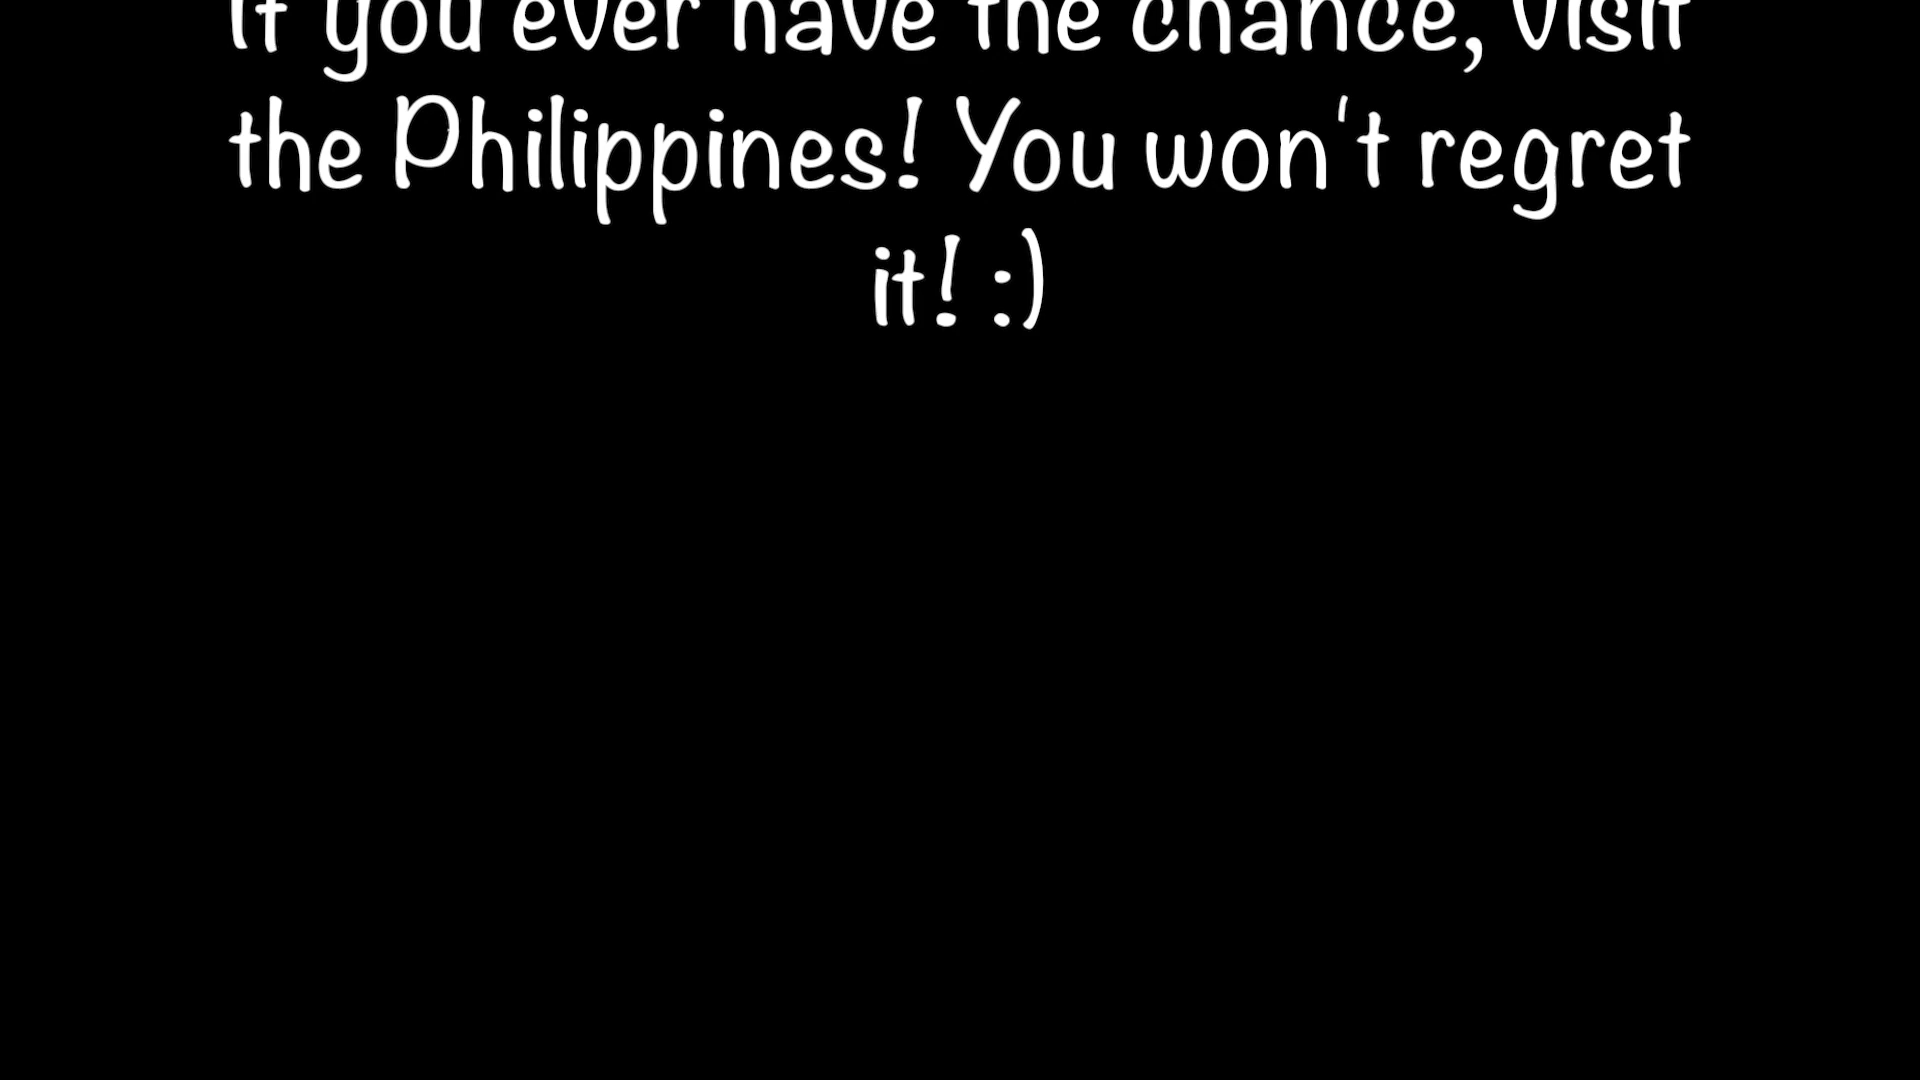 If you ever have the chance, visit
the Philippines! You won't regret
it! :)